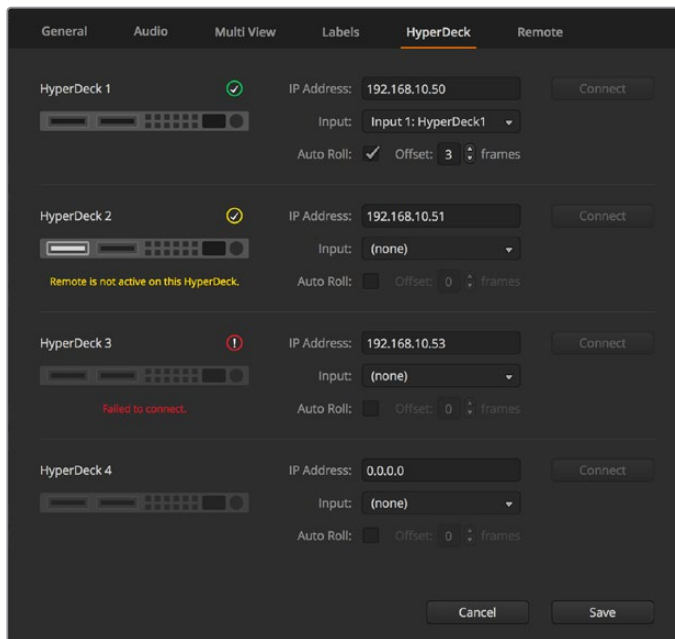 General Audio Multi View Labels HyperDeck Remote
HyperDeck 1 IP Address: 192.168.10.50 Connect
Input: Input 1: HyperDeck1
Auto Roll: Offset: 3 frames
HyperDeck 2 IP Address: 192.168.10.51 Connect
Input: (none)
Remote is not active on this HyperDeck. Auto Roll: Offset: 0 frames
HyperDeck 3 IP Address: 192.168.10.53 Connect
Input: (none)
Failed to connect. Auto Roll: Offset: 0 frames
HyperDeck 4 IP Address: 0.0.0.0 Connect
Input: (none)
Auto Roll: Offset: 0 frames
Cancel Save